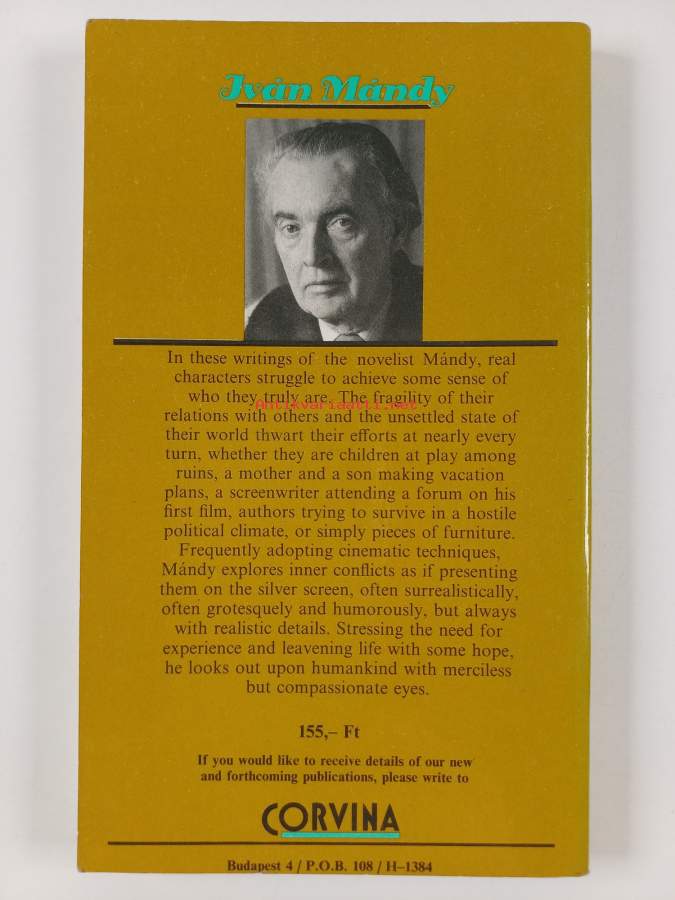 Iván Mándy
In these writings of the novelist Mándy, real
characters struggle to achieve some sense of
who they truly are. The fragility of their
Antikvariaatti.net
relations with others and the unsettled state of
their world thwart their efforts at nearly every
turn, whether they are children at play among
ruins, a mother and a son making vacation
plans, a screenwriter attending a forum on his
first film, authors trying to survive in a hostile
political climate, or simply pieces of furniture.
Frequently adopting cinematic techniques,
Mándy explores inner conflicts as if presenting
them on the silver screen, often surrealistically,
often grotesquely and humorously, but always
with realistic details. Stressing the need for
experience and leavening life with some hope,
he looks out upon humankind with merciless
but compassionate eyes.
155,– Ft
If you would like to receive details of our new
and forthcoming publications, please write to
CORVINA
Budapest 4 / P.O.B. 108 / H–1384